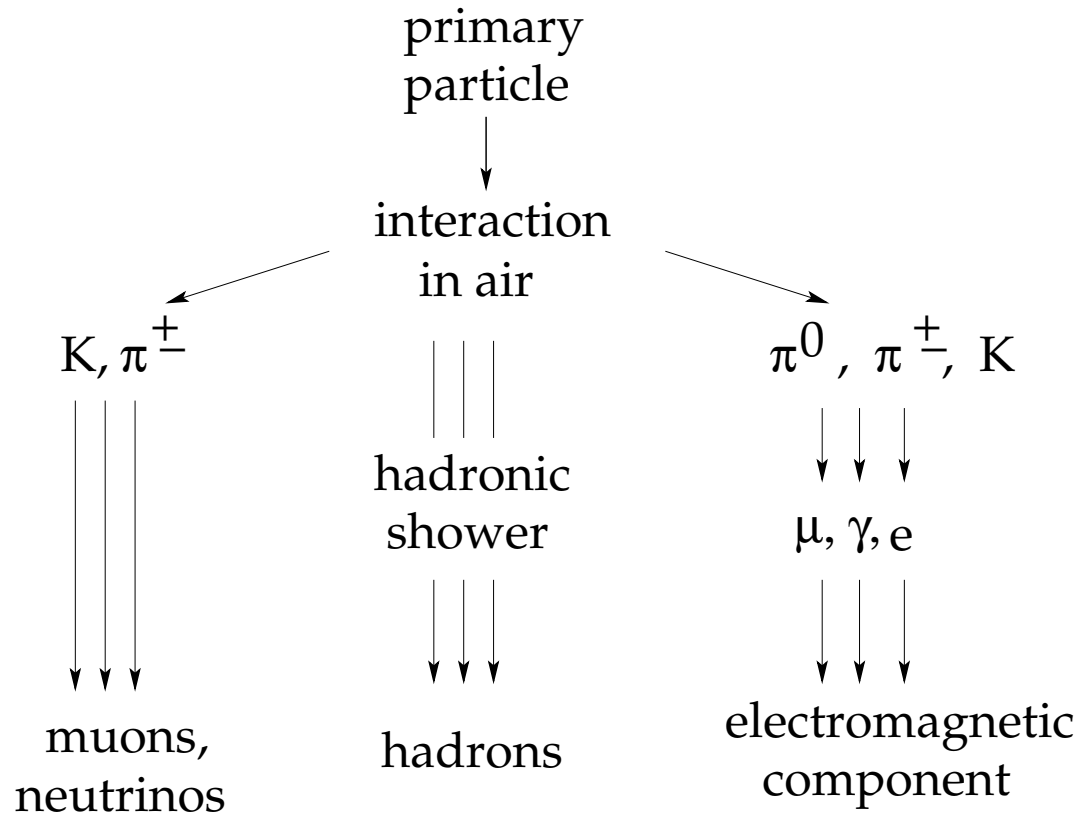 primary
particle
interaction
in air
K, π±
π⁰ , π ±, K
hadronic
shower
μ, γ, e
muons,
neutrinos
hadrons
electromagnetic
component